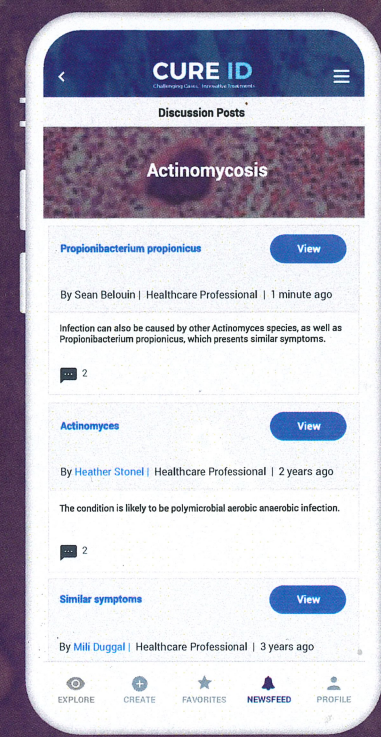 CURE ID
Challenging Cases. Innovative Treatments.
Discussion Posts
Actinomycosis
Propionibacterium propionicus
View
By Sean Belouin | Healthcare Professional | 1 minute ago
Infection can also be caused by other Actinomyces species, as well as
Propionibacterium propionicus, which presents similar symptoms.
2
Actinomyces
View
By Heather Stonel | Healthcare Professional | 2 years ago
The condition is likely to be polymicrobial aerobic anaerobic infection.
2
Similar symptoms
View
By Mili Duggal | Healthcare Professional | 3 years ago
EXPLORE CREATE FAVORITES NEWSFEED PROFILE